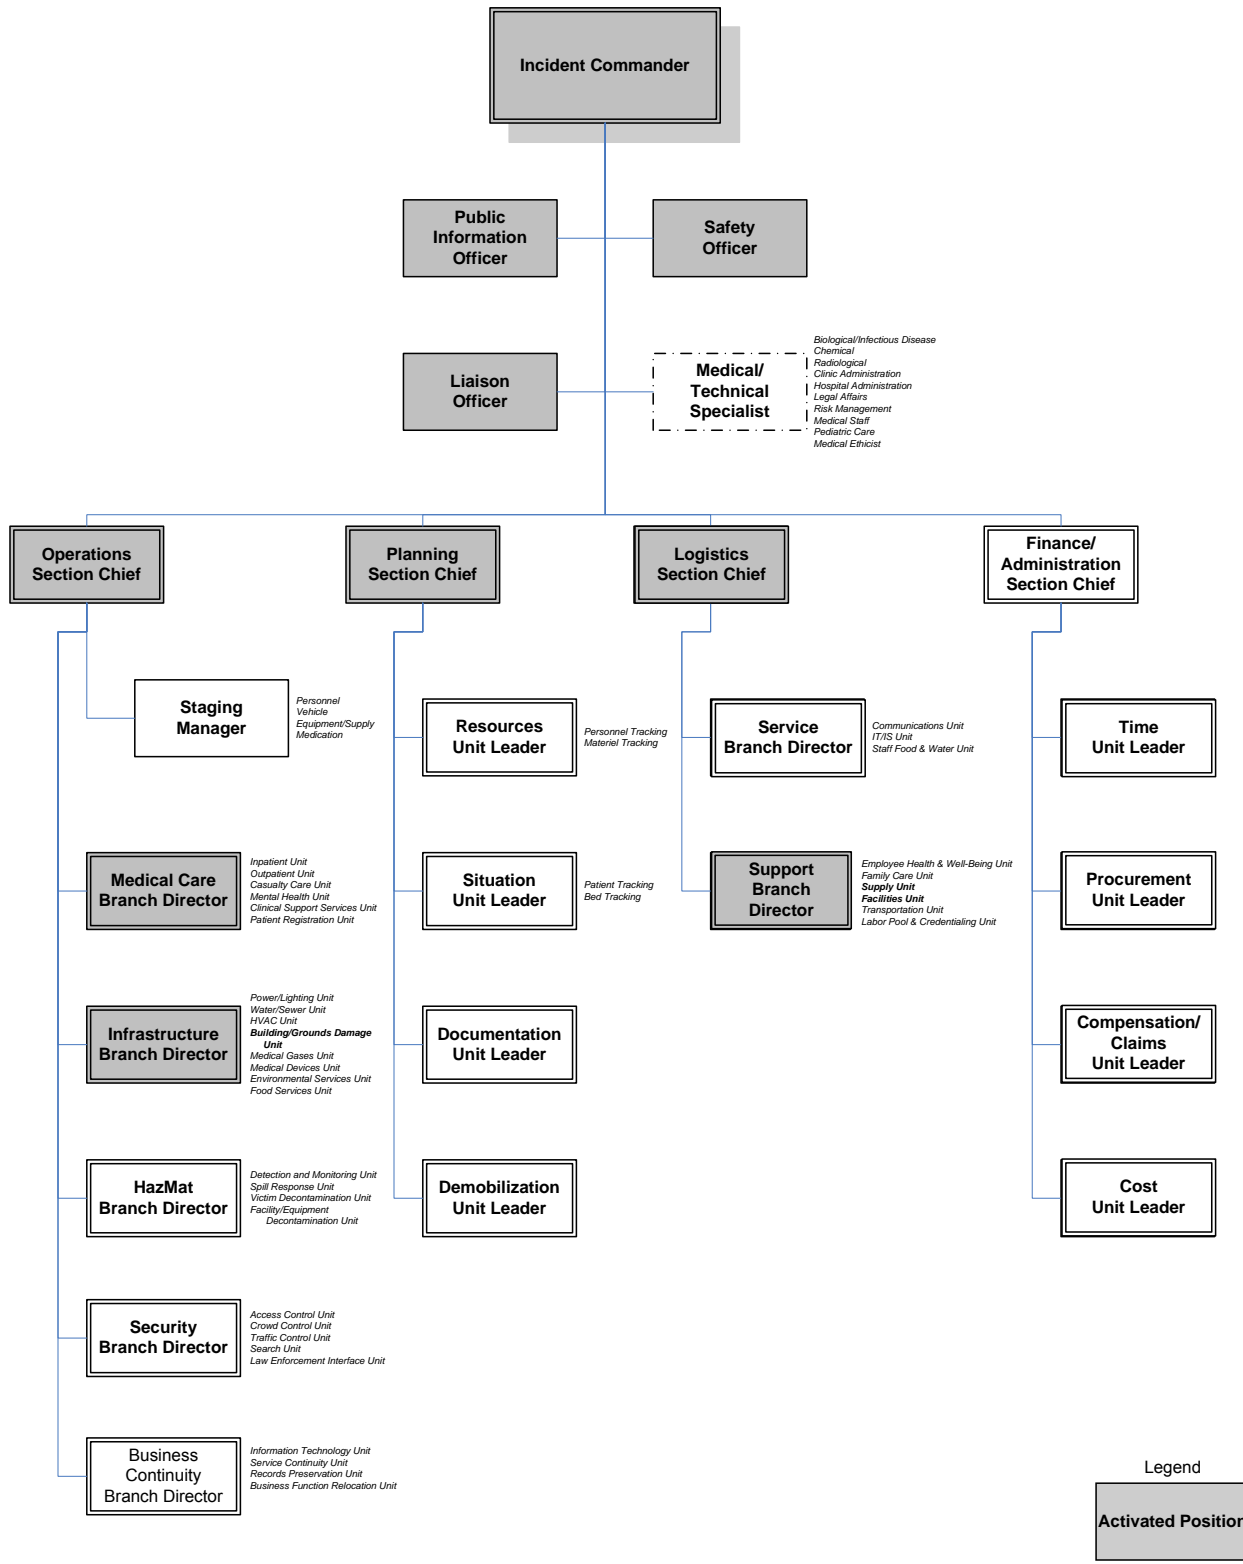 Incident Commander
Public
Information
Officer
Safety
Officer
Liaison
Officer
Medical/
Technical
Specialist
Biological/Infectious Disease
Chemical
Radiological
Clinic Administration
Hospital Administration
Legal Affairs
Risk Management
Medical Staff
Pediatric Care
Medical Ethicist
Operations
Section Chief
Planning
Section Chief
Logistics
Section Chief
Finance/
Administration
Section Chief
Staging
Manager
Personnel
Vehicle
Equipment/Supply
Medication
Resources
Unit Leader
Personnel Tracking
Materiel Tracking
Service
Branch Director
Communications Unit
IT/IS Unit
Staff Food & Water Unit
Time
Unit Leader
Medical Care
Branch Director
Inpatient Unit
Outpatient Unit
Casualty Care Unit
Mental Health Unit
Clinical Support Services Unit
Patient Registration Unit
Situation
Unit Leader
Patient Tracking
Bed Tracking
Support
Branch
Director
Employee Health & Well-Being Unit
Family Care Unit
Supply Unit
Facilities Unit
Transportation Unit
Labor Pool & Credentialing Unit
Procurement
Unit Leader
Infrastructure
Branch Director
Power/Lighting Unit
Water/Sewer Unit
HVAC Unit
Building/Grounds Damage
Unit
Medical Gases Unit
Medical Devices Unit
Environmental Services Unit
Food Services Unit
Documentation
Unit Leader
Compensation/
Claims
Unit Leader
HazMat
Branch Director
Detection and Monitoring Unit
Spill Response Unit
Victim Decontamination Unit
Facility/Equipment
Decontamination Unit
Demobilization
Unit Leader
Cost
Unit Leader
Security
Branch Director
Access Control Unit
Crowd Control Unit
Traffic Control Unit
Search Unit
Law Enforcement Interface Unit
Business
Continuity
Branch Director
Information Technology Unit
Service Continuity Unit
Records Preservation Unit
Business Function Relocation Unit
Legend
Activated Position